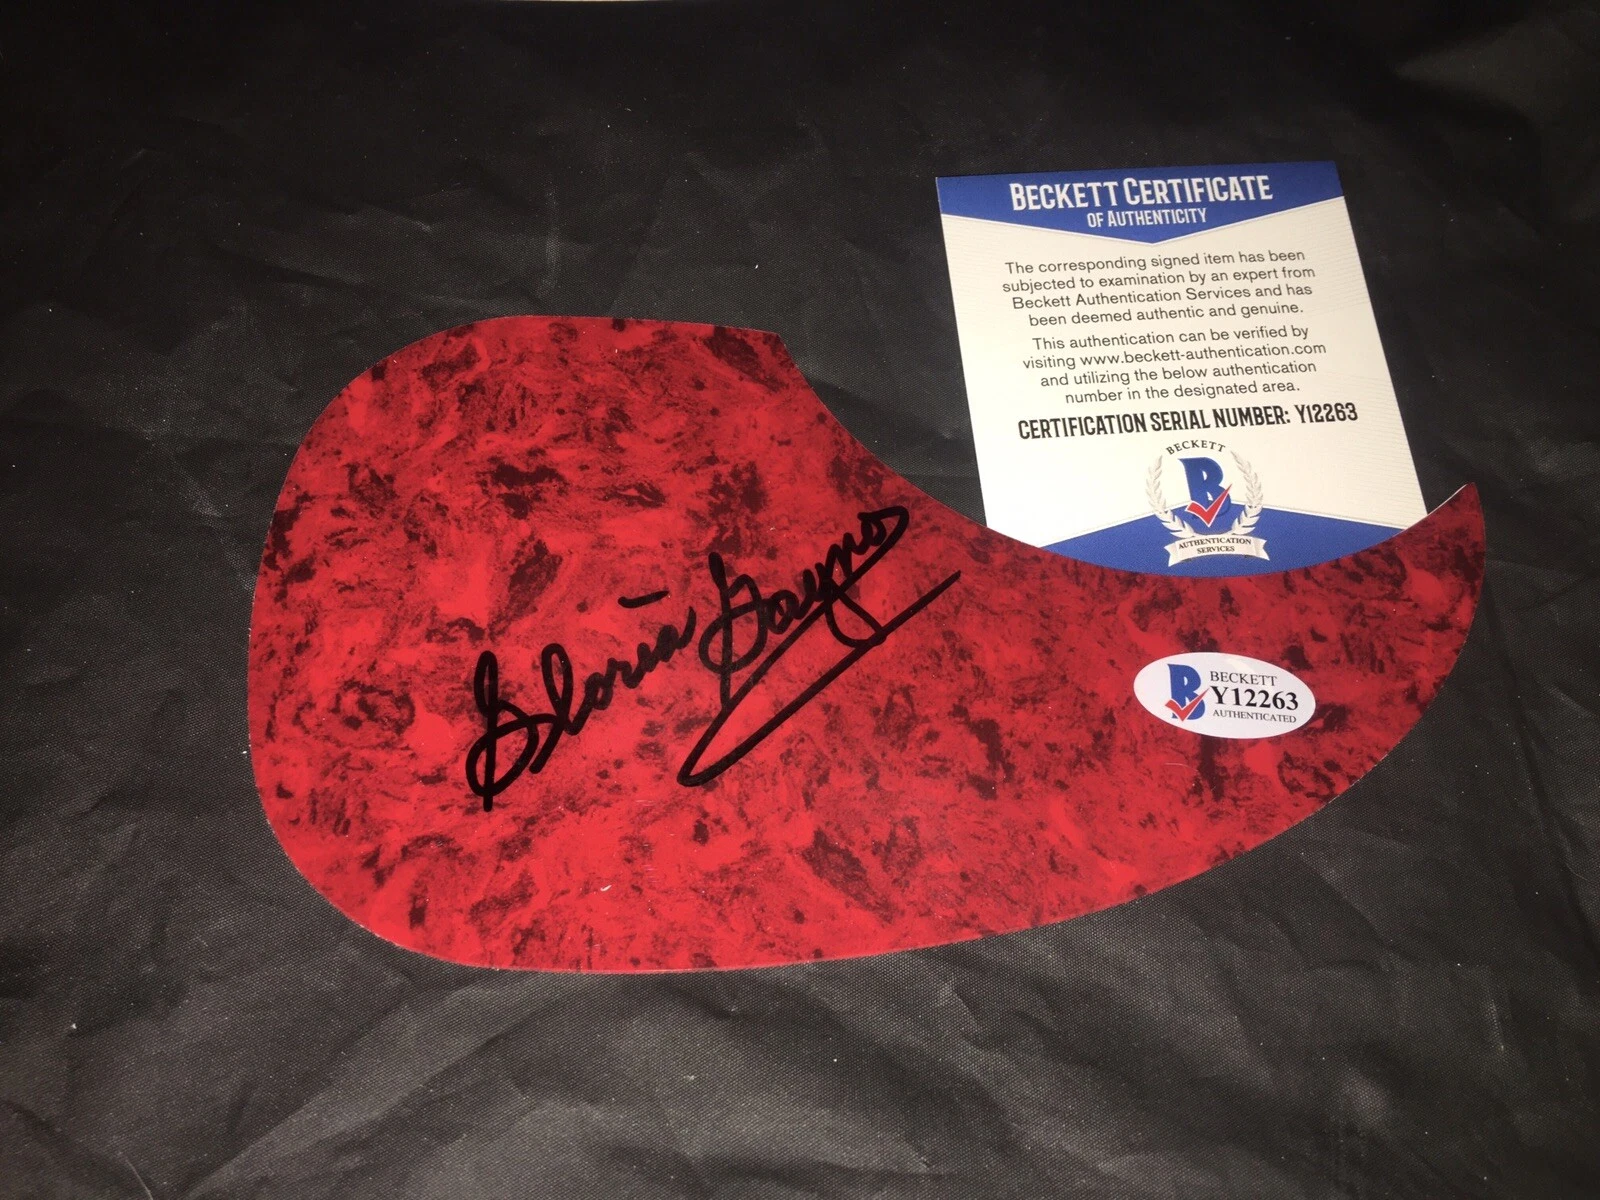 BECKETT CERTIFICATE
OF AUTHENTICITY
The corresponding signed item has been
subjected to examination by an expert from
Beckett Authentication Services and has
been deemed authentic and genuine.
This authentication can be verified by
visiting www.beckett-authentication.com
and utilizing the below authentication
number in the designated area.
CERTIFICATION SERIAL NUMBER: Y12263
BECKETT
B
AUTHENTICATION
SERVICES
Gloria Gaynor
B
BECKETT
Y12263
AUTHENTICATED